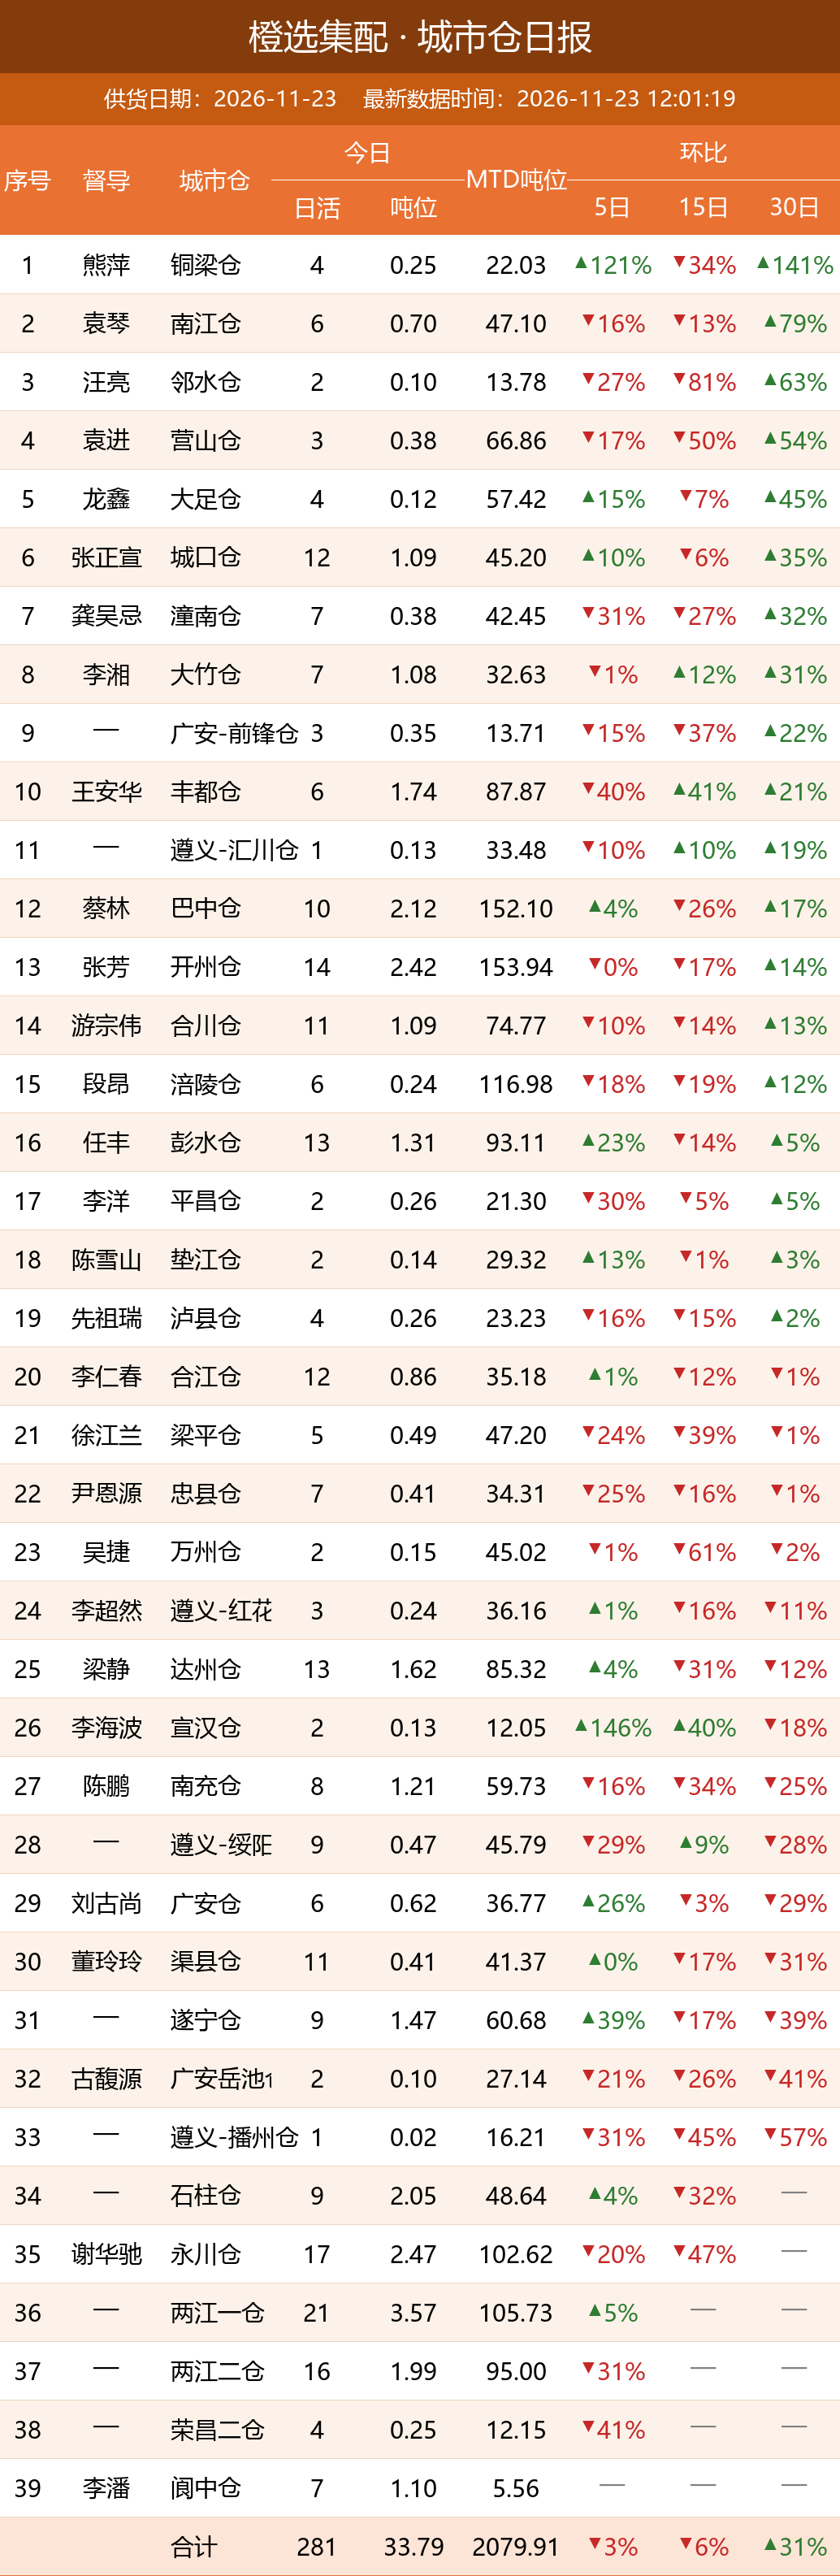 橙选集配 · 城市仓日报
供货日期：2026-11-23 最新数据时间：2026-11-23 12:01:19
序号 督导 城市仓 今日 MTD吨位 环比
日活 吨位 5日 15日 30日
1 熊萍 铜梁仓 4 0.25 22.03 ▲121% ▼34% ▲141%
2 袁琴 南江仓 6 0.70 47.10 ▼16% ▼13% ▲79%
3 汪亮 邻水仓 2 0.10 13.78 ▼27% ▼81% ▲63%
4 袁进 营山仓 3 0.38 66.86 ▼17% ▼50% ▲54%
5 龙鑫 大足仓 4 0.12 57.42 ▲15% ▼7% ▲45%
6 张正宣 城口仓 12 1.09 45.20 ▲10% ▼6% ▲35%
7 龚吴忌 潼南仓 7 0.38 42.45 ▼31% ▼27% ▲32%
8 李湘 大竹仓 7 1.08 32.63 ▼1% ▲12% ▲31%
9 — 广安-前锋仓 3 0.35 13.71 ▼15% ▼37% ▲22%
10 王安华 丰都仓 6 1.74 87.87 ▼40% ▲41% ▲21%
11 — 遵义-汇川仓 1 0.13 33.48 ▼10% ▲10% ▲19%
12 蔡林 巴中仓 10 2.12 152.10 ▲4% ▼26% ▲17%
13 张芳 开州仓 14 2.42 153.94 ▼0% ▼17% ▲14%
14 游宗伟 合川仓 11 1.09 74.77 ▼10% ▼14% ▲13%
15 段昂 涪陵仓 6 0.24 116.98 ▼18% ▼19% ▲12%
16 任丰 彭水仓 13 1.31 93.11 ▲23% ▼14% ▲5%
17 李洋 平昌仓 2 0.26 21.30 ▼30% ▼5% ▲5%
18 陈雪山 垫江仓 2 0.14 29.32 ▲13% ▼1% ▲3%
19 先祖瑞 泸县仓 4 0.26 23.23 ▼16% ▼15% ▲2%
20 李仁春 合江仓 12 0.86 35.18 ▲1% ▼12% ▼1%
21 徐江兰 梁平仓 5 0.49 47.20 ▼24% ▼39% ▼1%
22 尹恩源 忠县仓 7 0.41 34.31 ▼25% ▼16% ▼1%
23 吴捷 万州仓 2 0.15 45.02 ▼1% ▼61% ▼2%
24 李超然 遵义-红花 3 0.24 36.16 ▲1% ▼16% ▼11%
25 梁静 达州仓 13 1.62 85.32 ▲4% ▼31% ▼12%
26 李海波 宣汉仓 2 0.13 12.05 ▲146% ▲40% ▼18%
27 陈鹏 南充仓 8 1.21 59.73 ▼16% ▼34% ▼25%
28 — 遵义-绥阳 9 0.47 45.79 ▼29% ▲9% ▼28%
29 刘古尚 广安仓 6 0.62 36.77 ▲26% ▼3% ▼29%
30 董玲玲 渠县仓 11 0.41 41.37 ▲0% ▼17% ▼31%
31 — 遂宁仓 9 1.47 60.68 ▲39% ▼17% ▼39%
32 古馥源 广安岳池 2 0.10 27.14 ▼21% ▼26% ▼41%
33 — 遵义-播州仓 1 0.02 16.21 ▼31% ▼45% ▼57%
34 — 石柱仓 9 2.05 48.64 ▲4% ▼32% —
35 谢华驰 永川仓 17 2.47 102.62 ▼20% ▼47% —
36 — 两江一仓 21 3.57 105.73 ▲5% — —
37 — 两江二仓 16 1.99 95.00 ▼31% — —
38 — 荣昌二仓 4 0.25 12.15 ▼41% — —
39 李潘 阆中仓 7 1.10 5.56 — — —
合计 281 33.79 2079.91 ▼3% ▼6% ▲31%